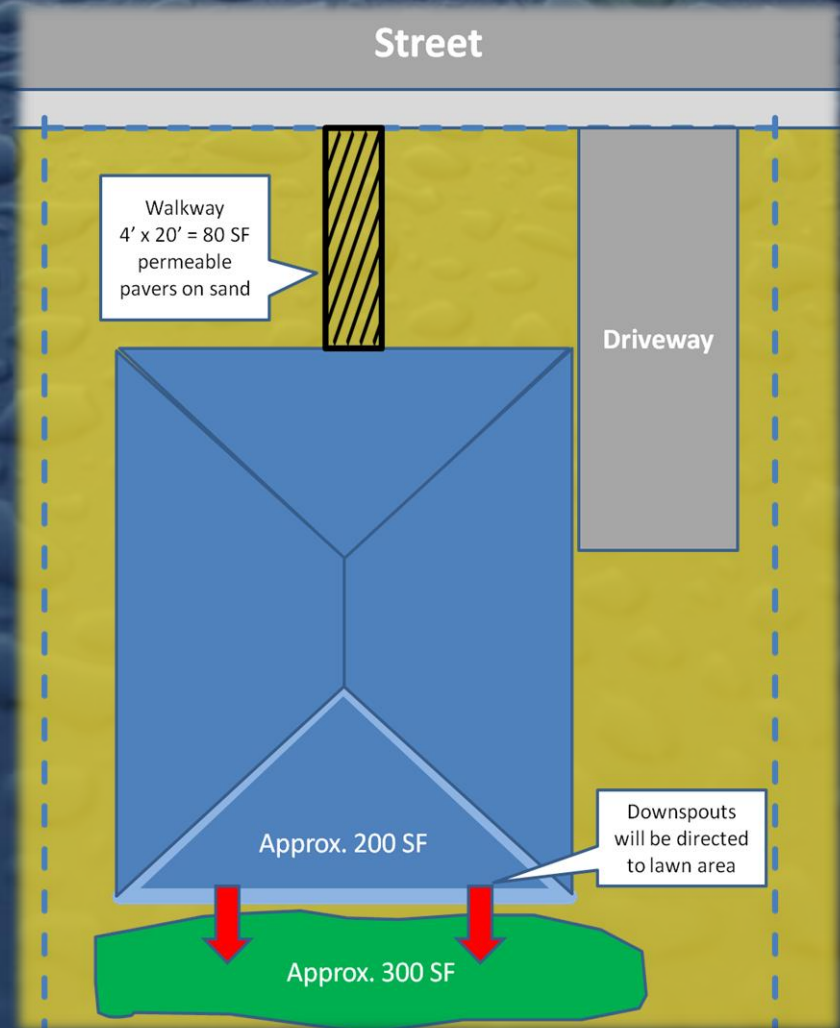 Street
Walkway
4’ x 20’ = 80 SF
permeable
pavers on sand
Driveway
Approx. 200 SF
Downspouts
will be directed
to lawn area
Approx. 300 SF